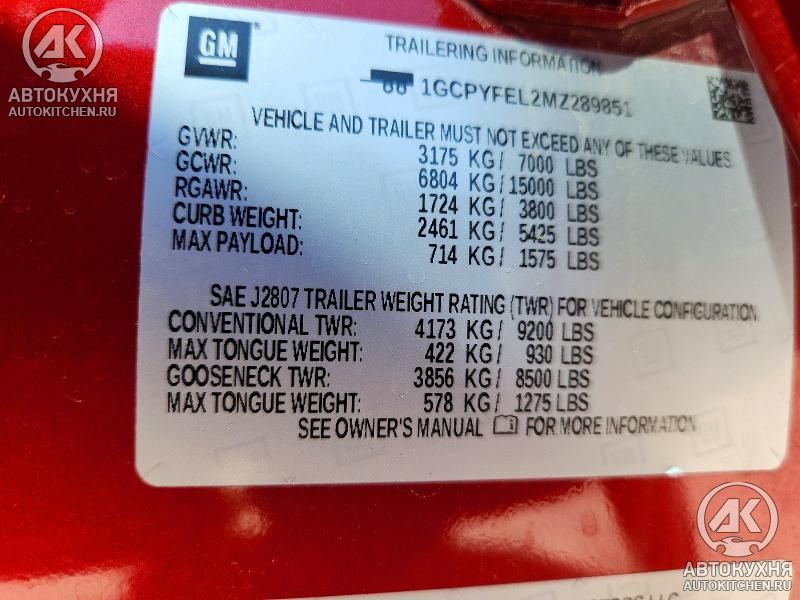 AK
АВТОКУХНЯ
AUTOKITCHEN.RU
GM
TRAILERING INFORMATION
1GCPYFEL2MZ289851
VEHICLE AND TRAILER MUST NOT EXCEED ANY OF THESE VALUES
GVWR: 3175 KG/ 7000 LBS
GCWR: 6804 KG/ 15000 LBS
RGAWR: 1724 KG/ 3800 LBS
CURB WEIGHT: 2461 KG/ 5425 LBS
MAX PAYLOAD: 714 KG/ 1575 LBS
SAE J2807 TRAILER WEIGHT RATING (TWR) FOR VEHICLE CONFIGURATION
CONVENTIONAL TWR: 4173 KG/ 9200 LBS
MAX TONGUE WEIGHT: 422 KG/ 930 LBS
GOOSENECK TWR: 3856 KG/ 8500 LBS
MAX TONGUE WEIGHT: 578 KG/ 1275 LBS
SEE OWNER'S MANUAL FOR MORE INFORMATION
AK
АВТОКУХНЯ
AUTOKITCHEN.RU